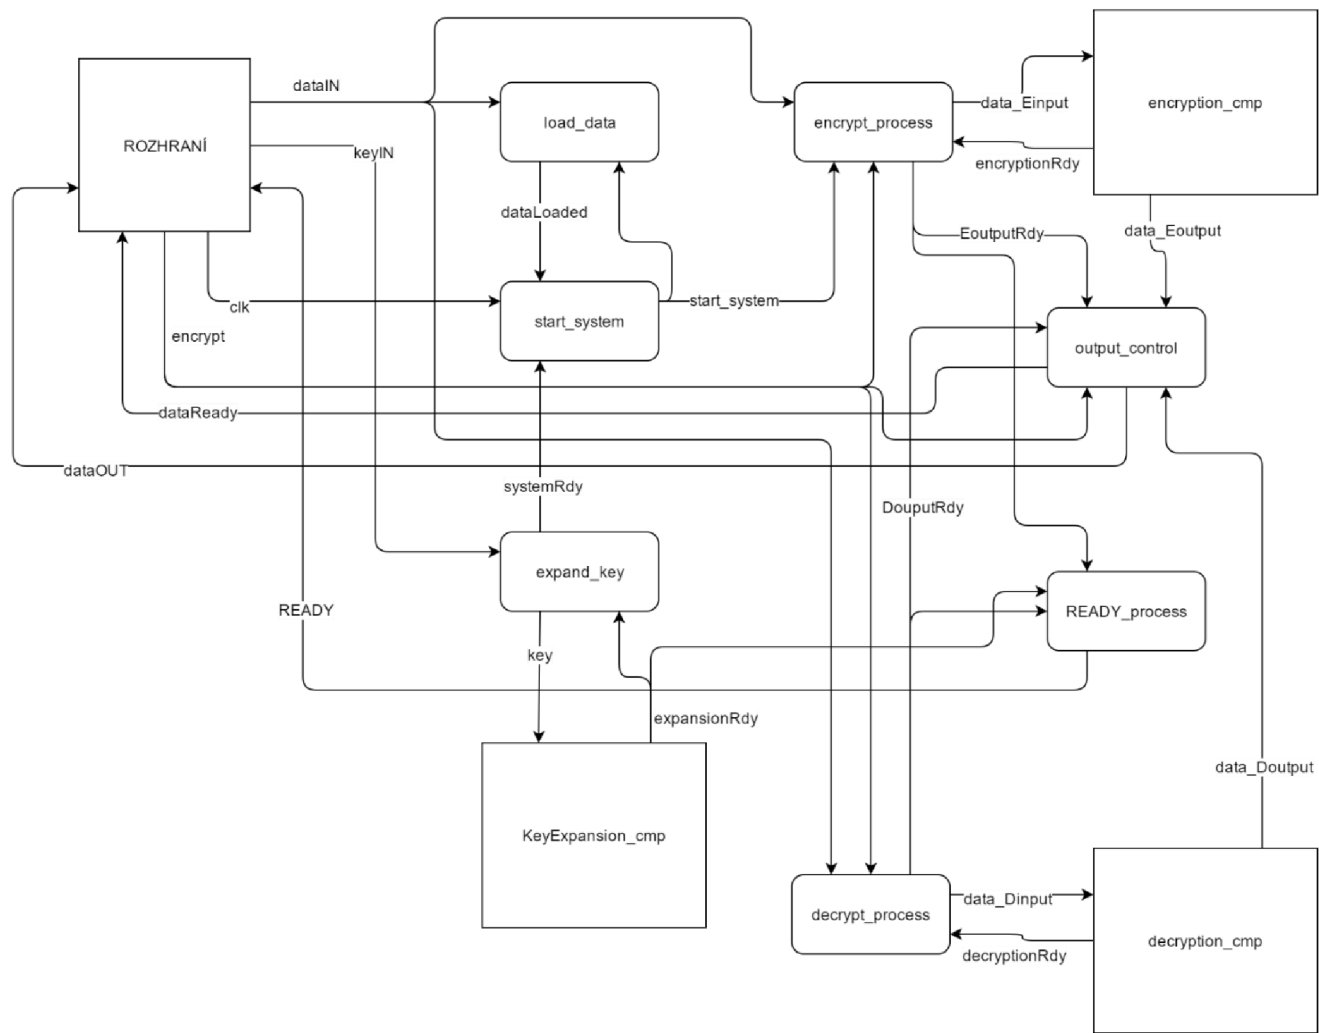 dataIN
ROZHRANÍ
keyIN
load_data
encrypt_process
data_Einput
encryption_cmp
encryptionRdy
dataLoaded
EoutputRdy
data_Eoutput
clk
start_system
start_system
encrypt
output_control
dataReady
dataOUT
systemRdy
DouputRdy
expand_key
READY
READY_process
key
expansionRdy
data_Doutput
KeyExpansion_cmp
decrypt_process
data_Dinput
decryption_cmp
decryptionRdy